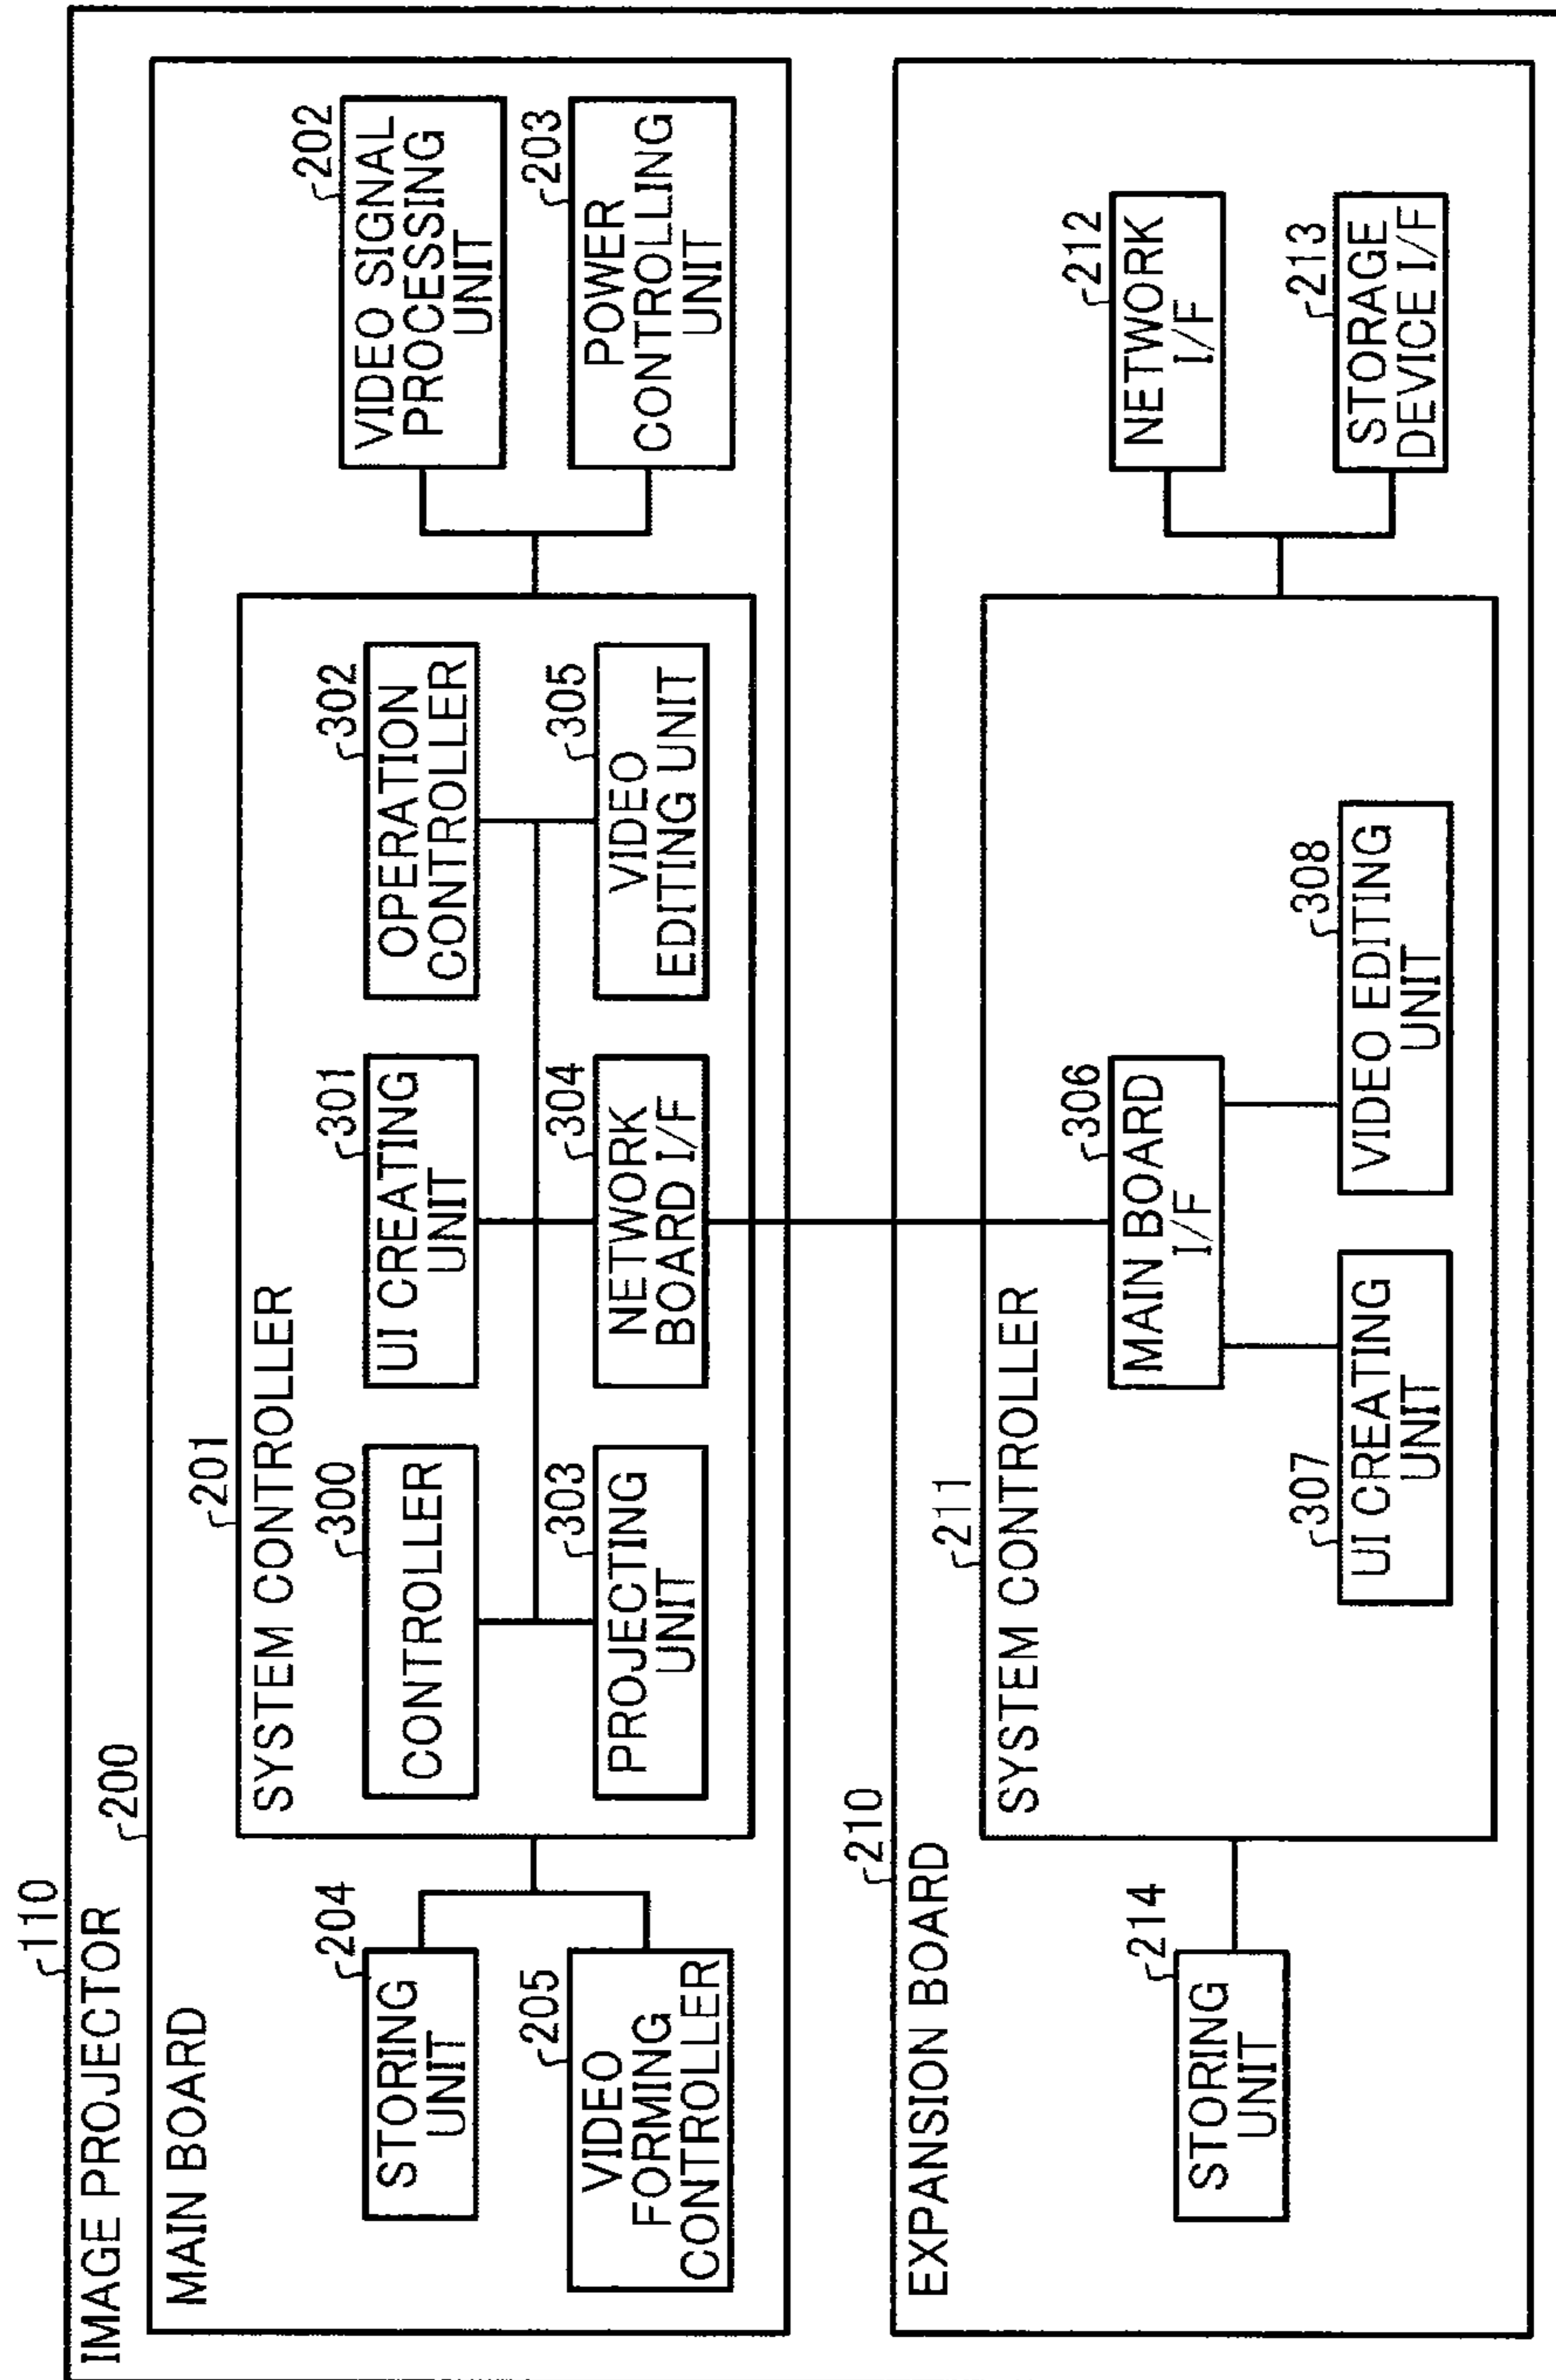 110
IMAGE PROJECTOR
200
MAIN BOARD
204
STORING
UNIT
205
VIDEO
FORMING
CONTROLLER
201
SYSTEM CONTROLLER
300
CONTROLLER
301
UI CREATING
UNIT
302
OPERATION
CONTROLLER
303
PROJECTING
UNIT
304
NETWORK
BOARD I/F
305
VIDEO
EDITING UNIT
202
VIDEO SIGNAL
PROCESSING
UNIT
203
POWER
CONTROLLING
UNIT
210
EXPANSION BOARD
214
STORING
UNIT
211
SYSTEM CONTROLLER
306
MAIN BOARD
I/F
307
UI CREATING
UNIT
308
VIDEO EDITING
UNIT
212
NETWORK
I/F
213
STORAGE
DEVICE I/F